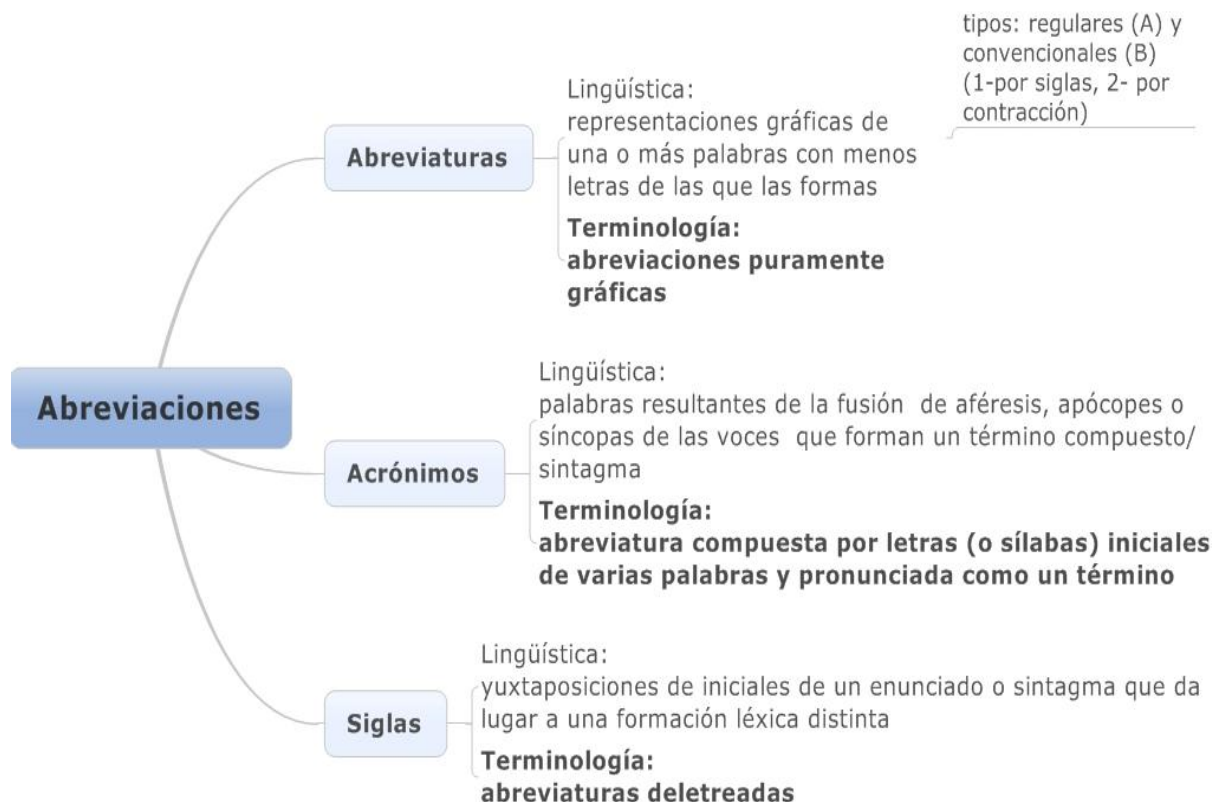 tipos: regulares (A) y
convencionales (B)
(1-por siglas, 2- por
contracción)
Lingüística:
representaciones gráficas de
una o más palabras con menos
letras de las que las formas
Abreviaturas
Terminología:
abreviaciones puramente
gráficas
Abreviaciones
Lingüística:
palabras resultantes de la fusión de aféresis, apócopes o
síncopas de las voces que forman un término compuesto/
sintagma
Acrónimos
Terminología:
abreviatura compuesta por letras (o sílabas) iniciales
de varias palabras y pronunciada como un término
Lingüística:
yuxtaposiciones de iniciales de un enunciado o sintagma que da
lugar a una formación léxica distinta
Siglas
Terminología:
abreviaturas deletreadas